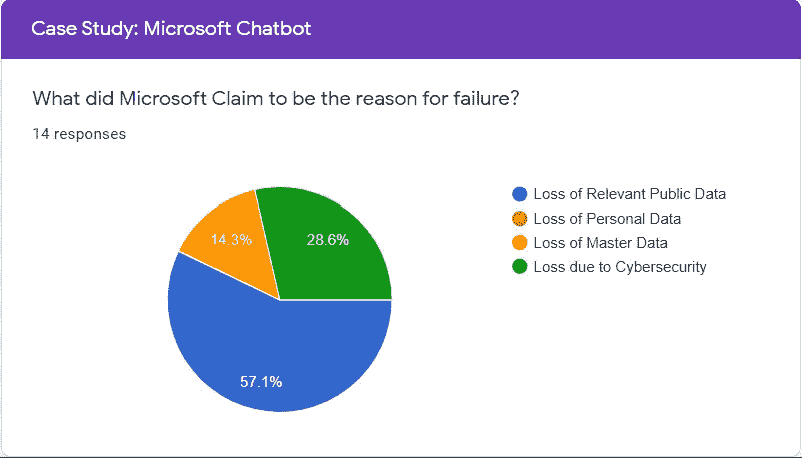 Case Study: Microsoft Chatbot
What did Microsoft Claim to be the reason for failure?
14 responses
Loss of Relevant Public Data
Loss of Personal Data
Loss of Master Data
Loss due to Cybersecurity
14.3%
28.6%
57.1%